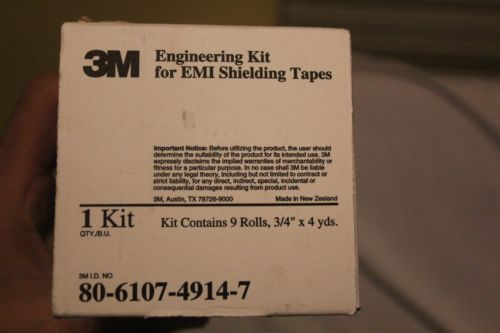 3M Engineering Kit
for EMI Shielding Tapes
Important Notice: Before utilizing the product, the user should
determine the suitability of the product for its intended use. 3M
expressly disclaims the implied warranties of merchantability or
fitness for a particular purpose. In no case shall 3M be liable
under any legal theory, including but not limited to contract or
strict liability, for any direct, indirect, special, incidental or
consequential damages resulting from product use.
3M, Austin, TX 78726-9000 Made in New Zealand
1 Kit Kit Contains 9 Rolls, 3/4" x 4 yds.
QTY./B.U.
3M I.D. NO
80-6107-4914-7